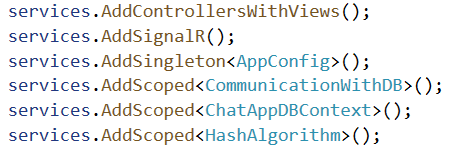 services.AddControllersWithViews();
services.AddSignalR();
services.AddSingleton<AppConfig>();
services.AddScoped<CommunicationWithDB>();
services.AddScoped<ChatAppDBContext>();
services.AddScoped<HashAlgorithm>();